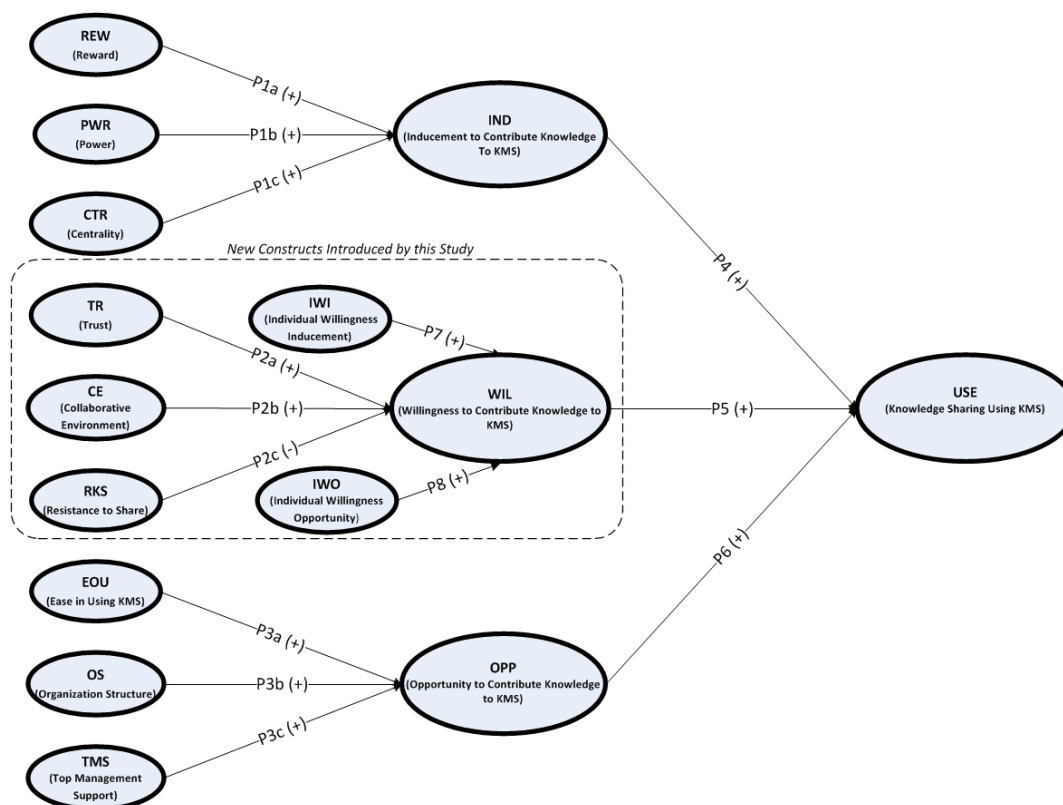 REW
(Reward)
P1a (+)
PWR
(Power)
P1b (+)
IND
(Inducement to Contribute Knowledge
To KMS)
CTR
(Centrality)
P1c (+)
P4 (+)
New Constructs Introduced by this Study
TR
(Trust)
P2a (+)
IWI
(Individual Willingness
Inducement)
P7 (+)
CE
(Collaborative
Environment)
P2b (+)
WIL
(Willingness to Contribute Knowledge to
KMS)
P5 (+)
USE
(Knowledge Sharing Using KMS)
RKS
(Resistance to Share)
P2c (-)
IWO
(Individual Willingness
Opportunity)
P8 (+)
P6 (+)
EOU
(Ease in Using KMS)
P3a (+)
OS
(Organization Structure)
P3b (+)
OPP
(Opportunity to Contribute Knowledge
to KMS)
TMS
(Top Management
Support)
P3c (+)